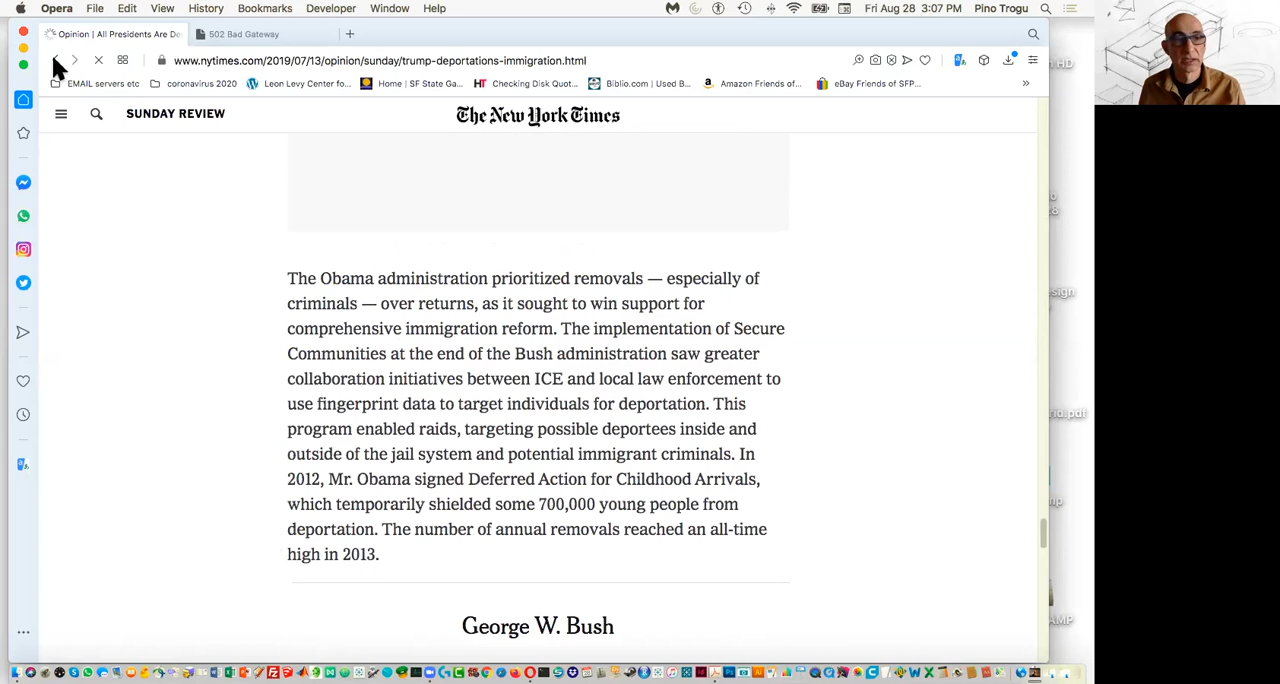 Opera File Edit View History Bookmarks Developer Window Help
Fri Aug 28 3:07 PM Pino Trogu
Opinion | All Presidents Are De
502 Bad Gateway
www.nytimes.com/2019/07/13/opinion/sunday/trump-deportations-immigration.html
EMAIL servers etc
coronavirus 2020
Leon Levy Center fo...
Home | SF State Ga...
HT Checking Disk Quot...
Biblio.com | Used B...
Amazon Friends of...
eBay Friends of SFP...
SUNDAY REVIEW
The New York Times
The Obama administration prioritized removals — especially of
criminals — over returns, as it sought to win support for
comprehensive immigration reform. The implementation of Secure
Communities at the end of the Bush administration saw greater
collaboration initiatives between ICE and local law enforcement to
use fingerprint data to target individuals for deportation. This
program enabled raids, targeting possible deportees inside and
outside of the jail system and potential immigrant criminals. In
2012, Mr. Obama signed Deferred Action for Childhood Arrivals,
which temporarily shielded some 700,000 young people from
deportation. The number of annual removals reached an all-time
high in 2013.
George W. Bush